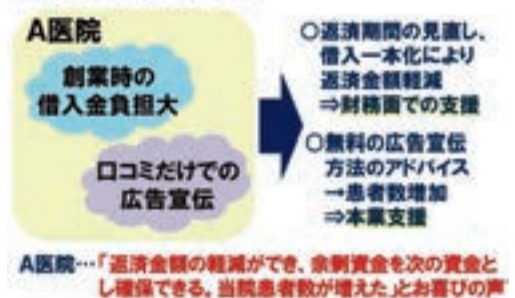 A医院
創業時の
借入金負担大
口コミだけでの
広告宣伝
○返済期間の見直し、
借入一本化により
返済金額軽減
⇒財務面での支援
○無料の広告宣伝
方法のアドバイス
→患者数増加
⇒本業支援
A医院…「返済金額の軽減ができ、余剰資金を次の資金と
し確保できる。当院患者数が増えた」とお喜びの声